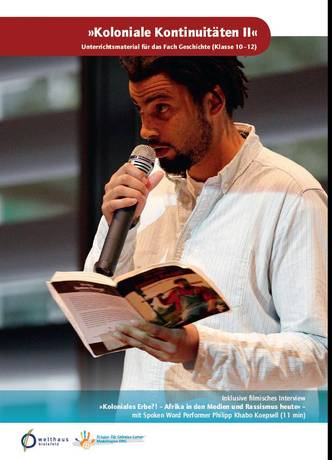 »Koloniale Kontinuitäten II«
Unterrichtsmaterial für das Fach Geschichte (Klasse 10–12)
Inklusive filmisches Interview
»Koloniales Erbe?! – Afrika in den Medien und Rassismus heute« –
mit Spoken Word Performer Philipp Khabo Koepsell (11 min)
welthaus
bielefeld